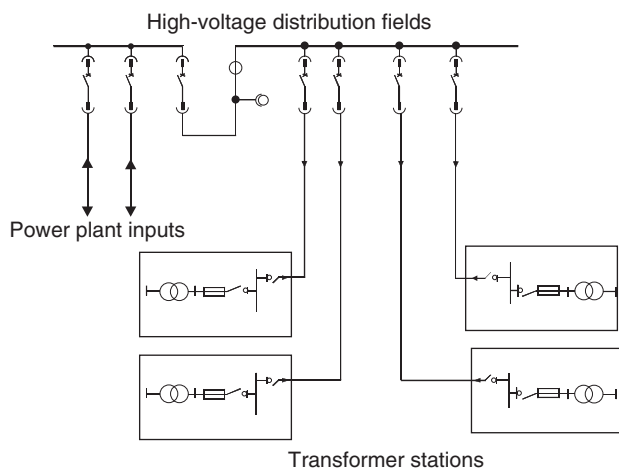 High-voltage distribution fields
Power plant inputs
Transformer stations